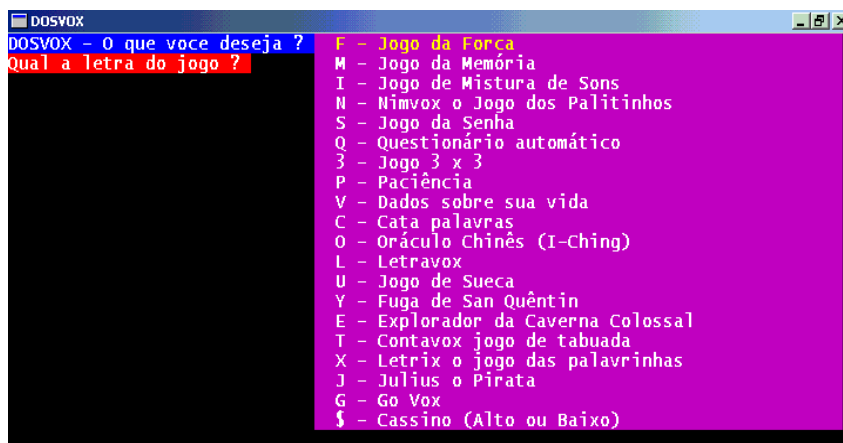 DOSVOX
DOSVOX - O que voce deseja ?
Qual a letra do jogo ?
F - Jogo da Forca
M - Jogo da Memória
I - Jogo de Mistura de Sons
N - Nimvox o Jogo dos Palitinhos
S - Jogo da Senha
Q - Questionário automático
3 - Jogo 3 x 3
P - Paciência
V - Dados sobre sua vida
C - Cata palavras
O - Oráculo Chinês (I-Ching)
L - Letravox
U - Jogo de Sueca
Y - Fuga de San Quêntin
E - Explorador da Caverna Colossal
T - Contavox jogo de tabuada
X - Letrix o jogo das palavrinhas
J - Julius o Pirata
G - Go Vox
$ - Cassino (Alto ou Baixo)